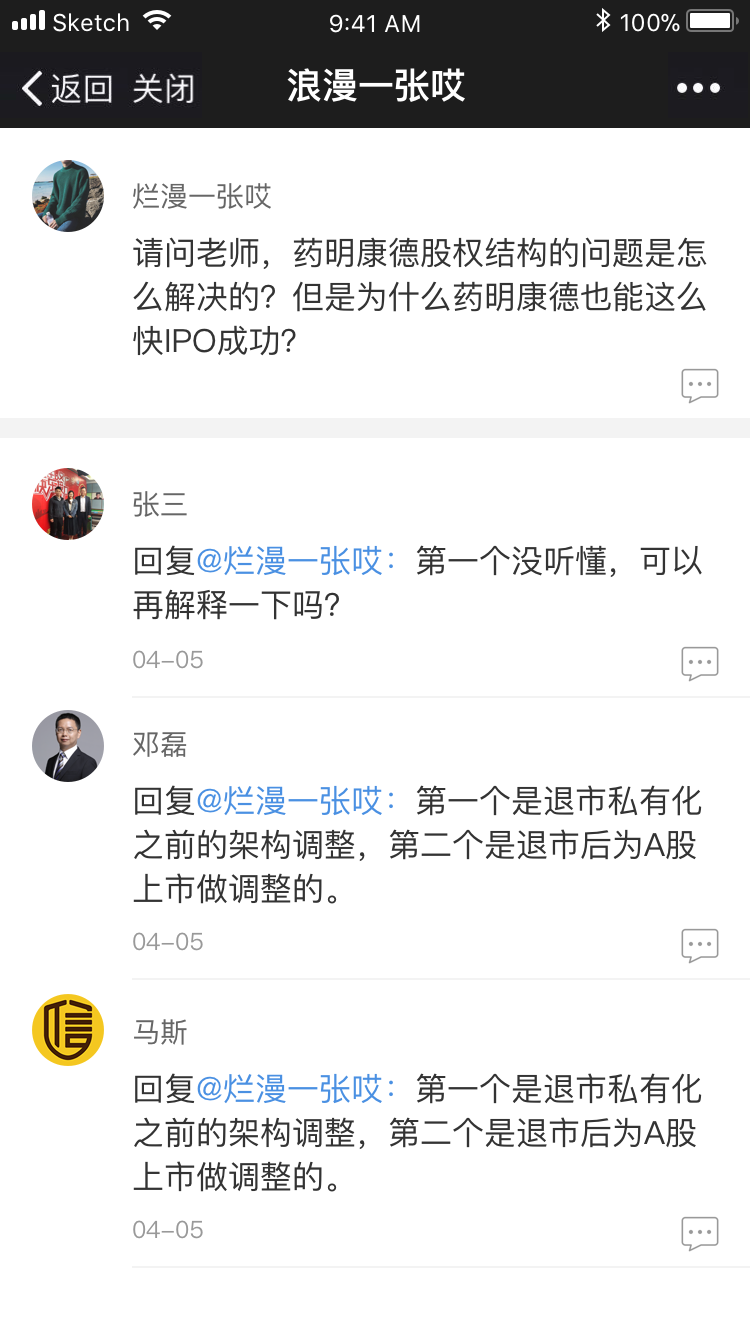 Sketch 9:41 AM 100%
返回 关闭 浪漫一张哎
烂漫一张哎
请问老师，药明康德股权结构的问题是怎
么解决的？但是为什么药明康德也能这么
快IPO成功？
张三
回复@烂漫一张哎：第一个没听懂，可以
再解释一下吗？
04-05
邓磊
回复@烂漫一张哎：第一个是退市私有化
之前的架构调整，第二个是退市后为A股
上市做调整的。
04-05
信
马斯
回复@烂漫一张哎：第一个是退市私有化
之前的架构调整，第二个是退市后为A股
上市做调整的。
04-05